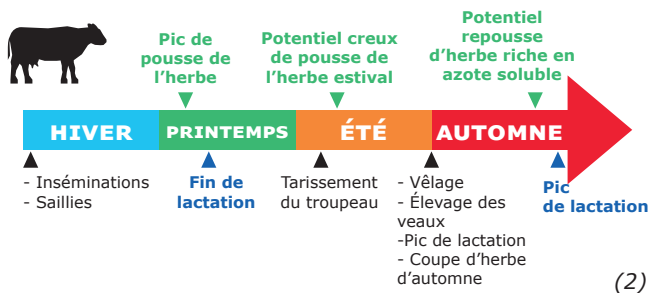 Pic de
pousse de
l'herbe
Potentiel creux
de pousse de
l'herbe estival
Potentiel
repousse
d'herbe riche en
azote soluble
HIVER
PRINTEMPS
ÉTÉ
AUTOMNE
- Inséminations
- Saillies
Fin de
lactation
Tarissement
du troupeau
- Vêlage
- Élevage des
veaux
-Pic de lactation
- Coupe d'herbe
d'automne
Pic
de lactation
(2)